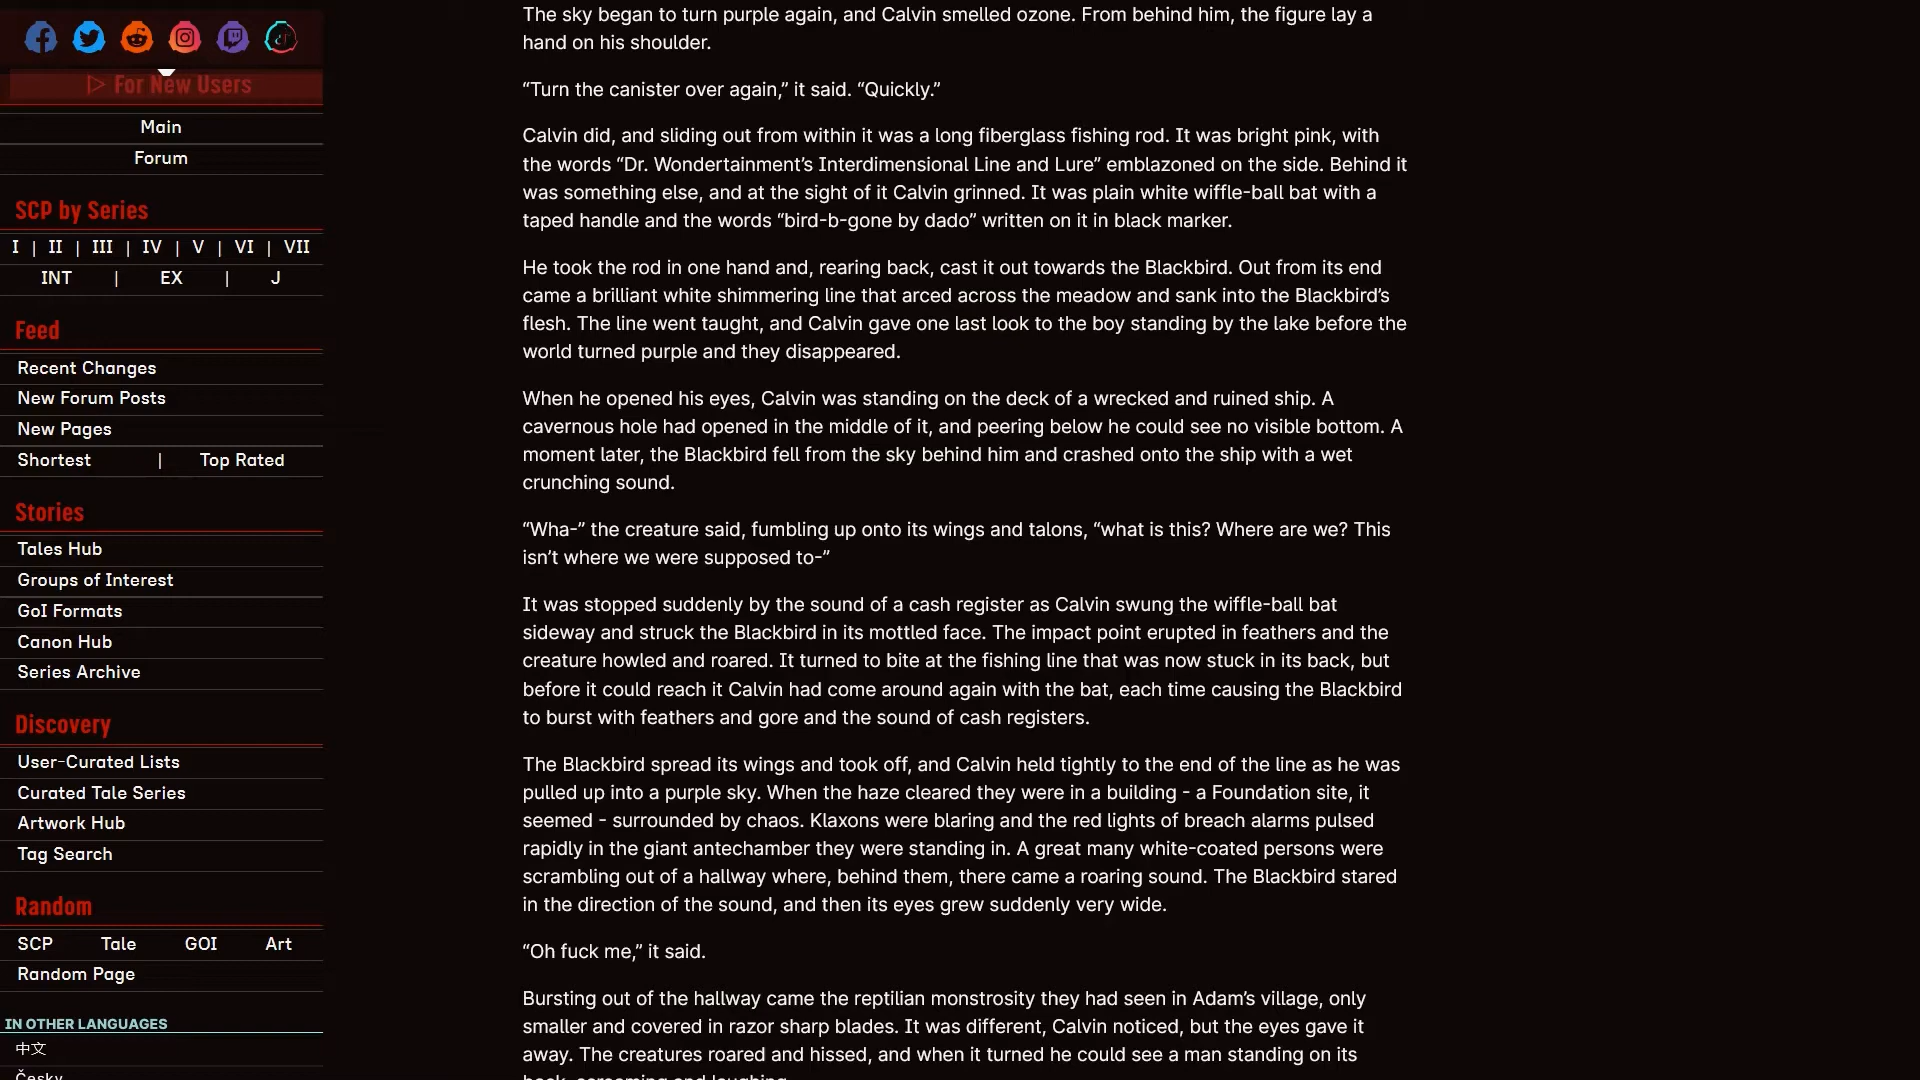 For New Users
Main
Forum
SCP by Series
I | II | III | IV | V | VI | VII
INT | EX | J
Feed
Recent Changes
New Forum Posts
New Pages
Shortest | Top Rated
Stories
Tales Hub
Groups of Interest
GoI Formats
Canon Hub
Series Archive
Discovery
User-Curated Lists
Curated Tale Series
Artwork Hub
Tag Search
Random
SCP Tale GOI Art
Random Page
IN OTHER LANGUAGES
中文
Česky
The sky began to turn purple again, and Calvin smelled ozone. From behind him, the figure lay a
hand on his shoulder.
“Turn the canister over again,” it said. “Quickly.”
Calvin did, and sliding out from within it was a long fiberglass fishing rod. It was bright pink, with
the words “Dr. Wondertainment’s Interdimensional Line and Lure” emblazoned on the side. Behind it
was something else, and at the sight of it Calvin grinned. It was plain white wiffle-ball bat with a
taped handle and the words “bird-b-gone by dado” written on it in black marker.
He took the rod in one hand and, rearing back, cast it out towards the Blackbird. Out from its end
came a brilliant white shimmering line that arced across the meadow and sank into the Blackbird’s
flesh. The line went taught, and Calvin gave one last look to the boy standing by the lake before the
world turned purple and they disappeared.
When he opened his eyes, Calvin was standing on the deck of a wrecked and ruined ship. A
cavernous hole had opened in the middle of it, and peering below he could see no visible bottom. A
moment later, the Blackbird fell from the sky behind him and crashed onto the ship with a wet
crunching sound.
“Wha-” the creature said, fumbling up onto its wings and talons, “what is this? Where are we? This
isn’t where we were supposed to-”
It was stopped suddenly by the sound of a cash register as Calvin swung the wiffle-ball bat
sideway and struck the Blackbird in its mottled face. The impact point erupted in feathers and the
creature howled and roared. It turned to bite at the fishing line that was now stuck in its back, but
before it could reach it Calvin had come around again with the bat, each time causing the Blackbird
to burst with feathers and gore and the sound of cash registers.
The Blackbird spread its wings and took off, and Calvin held tightly to the end of the line as he was
pulled up into a purple sky. When the haze cleared they were in a building - a Foundation site, it
seemed - surrounded by chaos. Klaxons were blaring and the red lights of breach alarms pulsed
rapidly in the giant antechamber they were standing in. A great many white-coated persons were
scrambling out of a hallway where, behind them, there came a roaring sound. The Blackbird stared
in the direction of the sound, and then its eyes grew suddenly very wide.
“Oh fuck me,” it said.
Bursting out of the hallway came the reptilian monstrosity they had seen in Adam’s village, only
smaller and covered in razor sharp blades. It was different, Calvin noticed, but the eyes gave it
away. The creatures roared and hissed, and when it turned he could see a man standing on its
back, screaming and laughing.